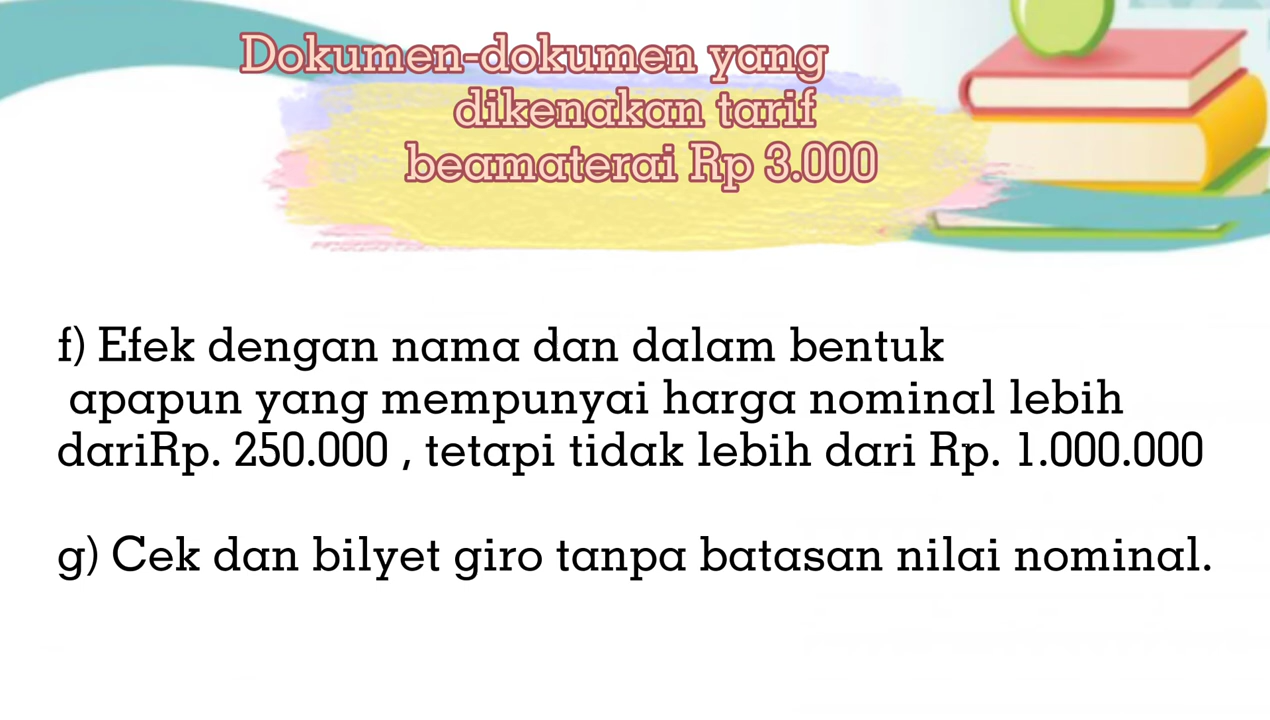 Dokumen-dokumen yang
dikenakan tarif
beamaterai Rp 3.000
f) Efek dengan nama dan dalam bentuk
apapun yang mempunyai harga nominal lebih
dariRp. 250.000 , tetapi tidak lebih dari Rp. 1.000.000
g) Cek dan bilyet giro tanpa batasan nilai nominal.